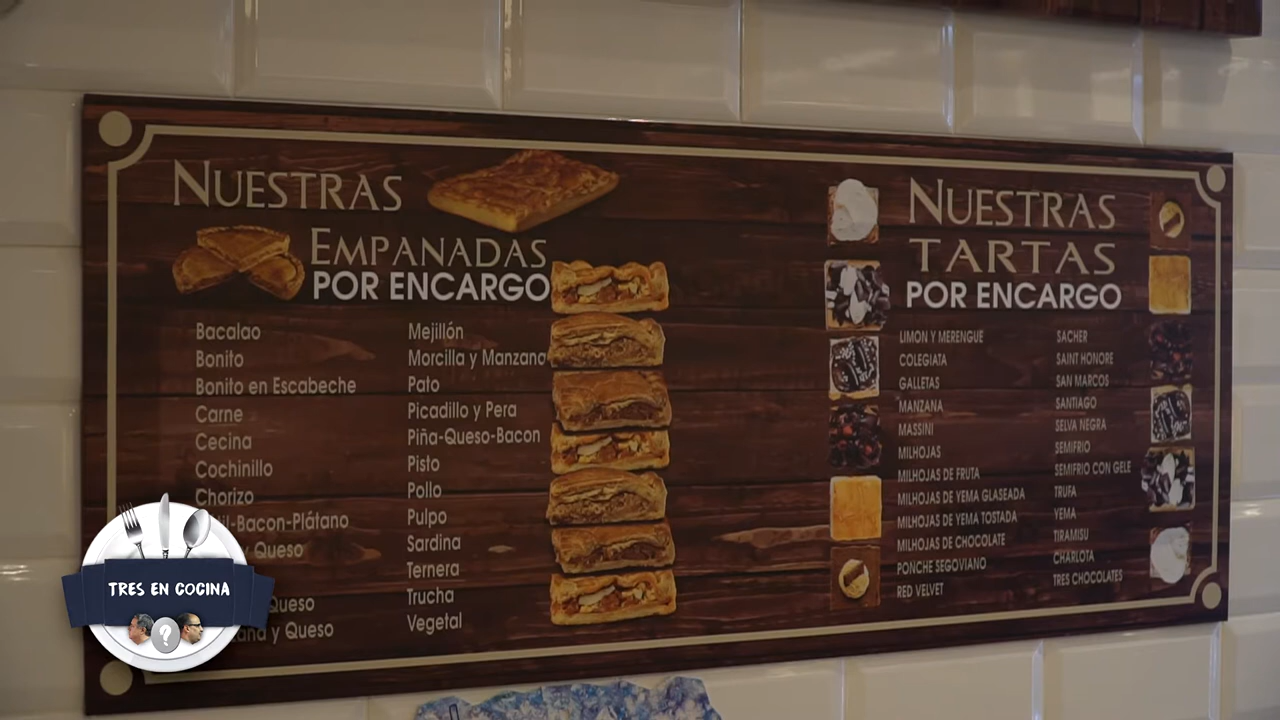 NUESTRAS
EMPANADAS
POR ENCARGO
Bacalao
Bonito
Bonito en Escabeche
Carne
Cecina
Cochinillo
Chorizo
-Bacon-Plátano
y Queso
Queso
y Queso
Mejillón
Morcilla y Manzana
Pato
Picadillo y Pera
Piña-Queso-Bacon
Pisto
Pollo
Pulpo
Sardina
Ternera
Trucha
Vegetal
NUESTRAS
TARTAS
POR ENCARGO
LIMON Y MERENGUE
COLEGIATA
GALLETAS
MANZANA
MASSINI
MILHOJAS
MILHOJAS DE FRUTA
MILHOJAS DE YEMA GLASEADA
MILHOJAS DE YEMA TOSTADA
MILHOJAS DE CHOCOLATE
PONCHE SEGOVIANO
RED VELVET
SACHER
SAINT HONORE
SAN MARCOS
SANTIAGO
SELVA NEGRA
SEMIFRIO
SEMIFRIO CON GELE
TRUFA
YEMA
TIRAMISU
CHARLOTA
TRES CHOCOLATES
TRES EN COCINA
?